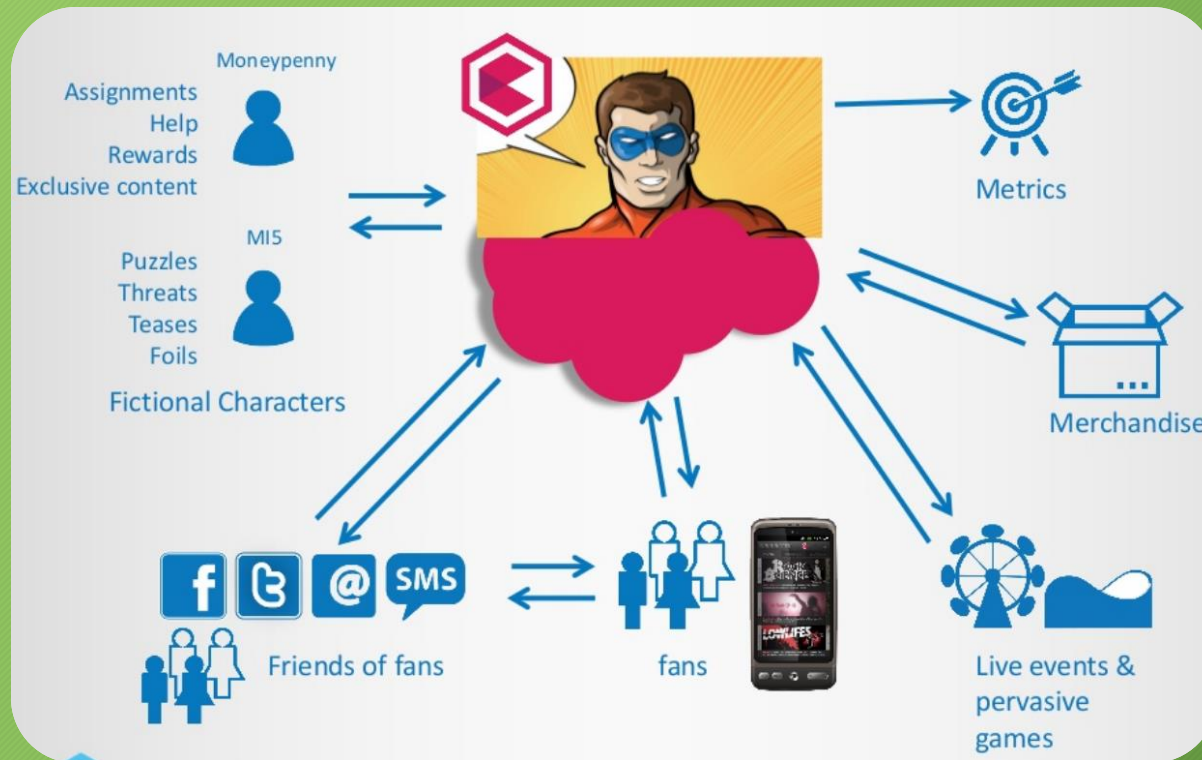 Moneypenny
Assignments
Help
Rewards
Exclusive content
MI5
Puzzles
Threats
Teases
Foils
Fictional Characters
Metrics
Merchandise
f
t
@
SMS
Friends of fans
fans
LOWLIFES
Live events &
pervasive
games